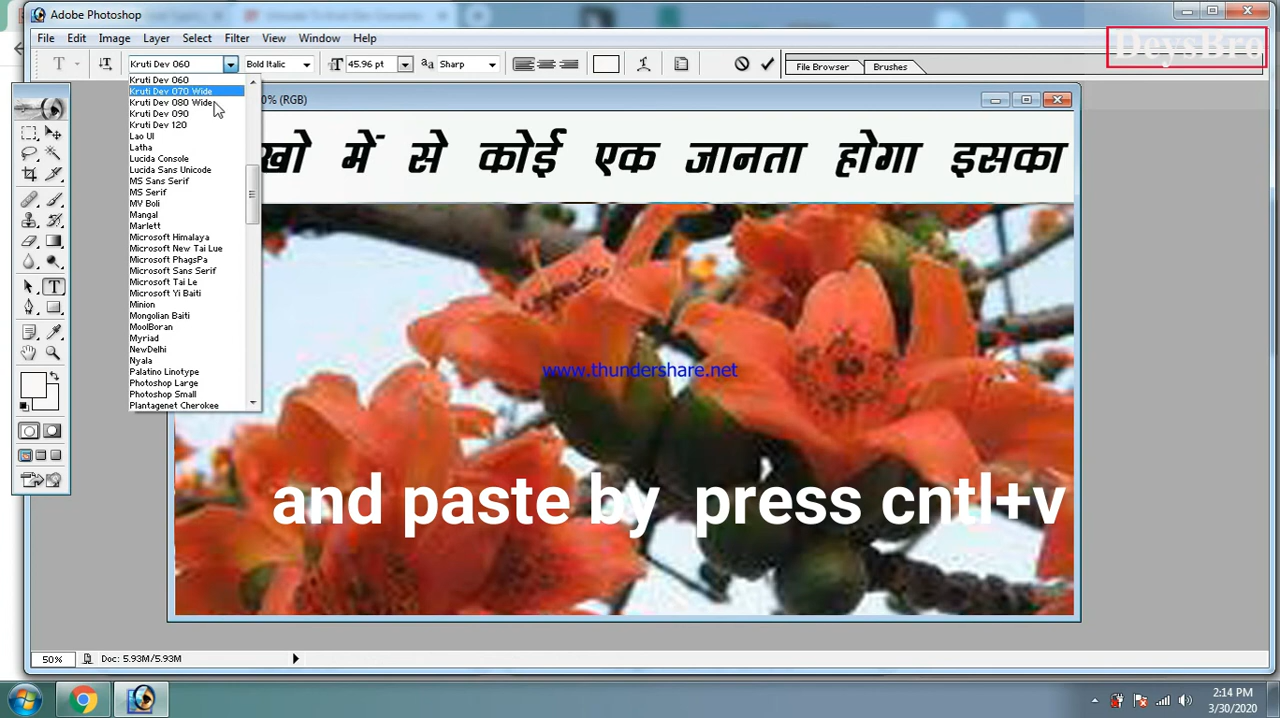 Adobe Photoshop
File Edit Image Layer Select Filter View Window Help
DeysBro
T Kruti Dev 060 Bold Italic 45.96 pt aa Sharp File Browser Brushes
Kruti Dev 060
Kruti Dev 070 Wide
Kruti Dev 080 Wide
Kruti Dev 090
Kruti Dev 120
Lao UI
Latha
Lucida Console
Lucida Sans Unicode
MS Sans Serif
MS Serif
MV Boli
Mangal
Marlett
Microsoft Himalaya
Microsoft New Tai Lue
Microsoft PhagsPa
Microsoft Sans Serif
Microsoft Tai Le
Microsoft Yi Baiti
Minion
Mongolian Baiti
MoolBoran
Myriad
NewDelhi
Nyala
Palatino Linotype
Photoshop Large
Photoshop Small
Plantagenet Cherokee
0% (RGB)
खो में से कोई एक जानता होगा इसका
www.thundershare.net
and paste by press cntl+v
50% Doc: 5.93M/5.93M
2:14 PM
3/30/2020